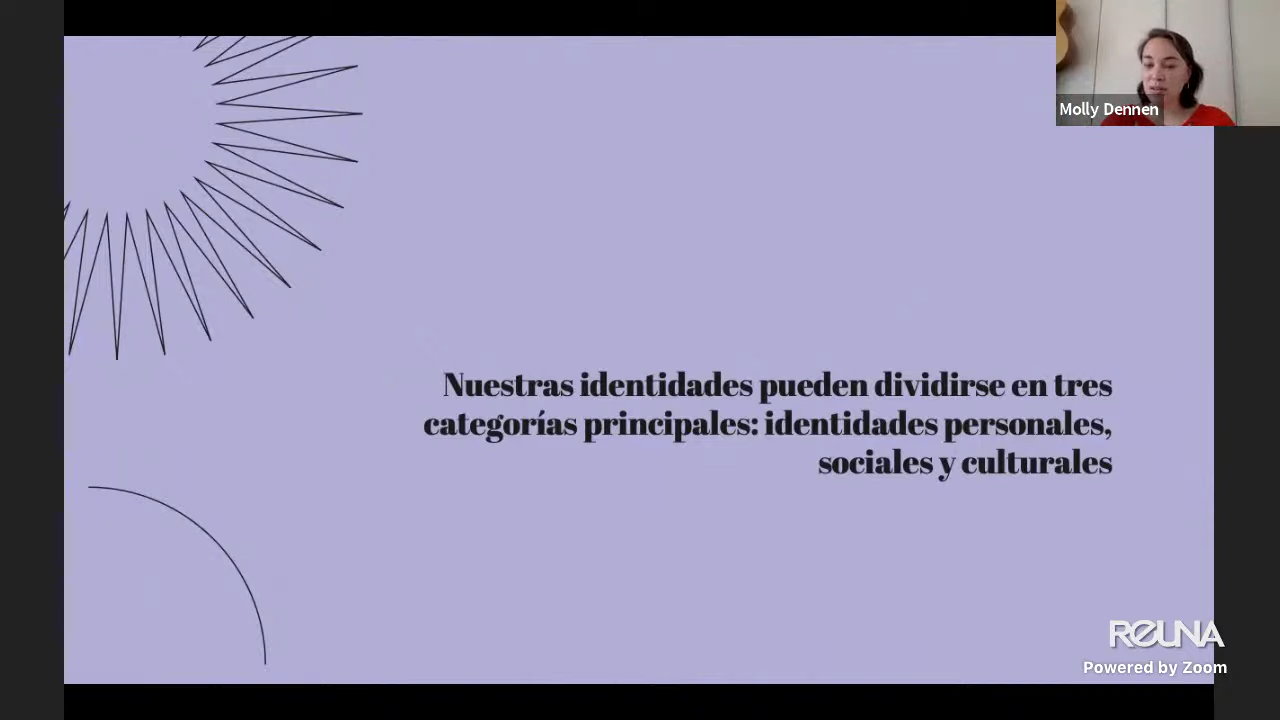 Molly Dennen
Nuestras identidades pueden dividirse en tres
categorías principales: identidades personales,
sociales y culturales
REUNA
Powered by Zoom